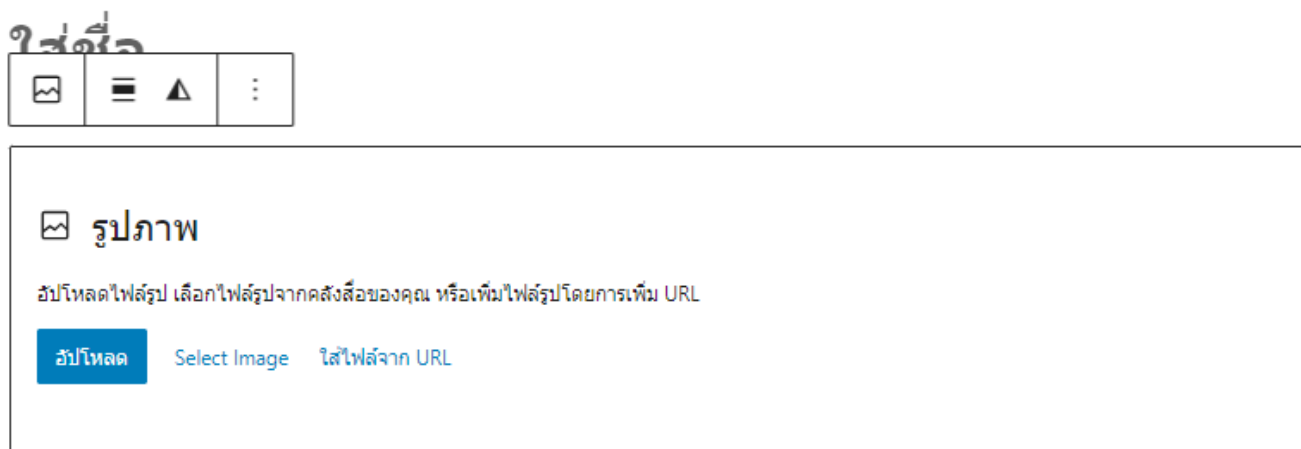 ใส่ชื่อ
รูปภาพ
อัปโหลดไฟล์รูป เลือกไฟล์รูปจากคลังสื่อของคุณ หรือเพิ่มไฟล์รูปโดยการเพิ่ม URL
อัปโหลด Select Image ใส่ไฟล์จาก URL